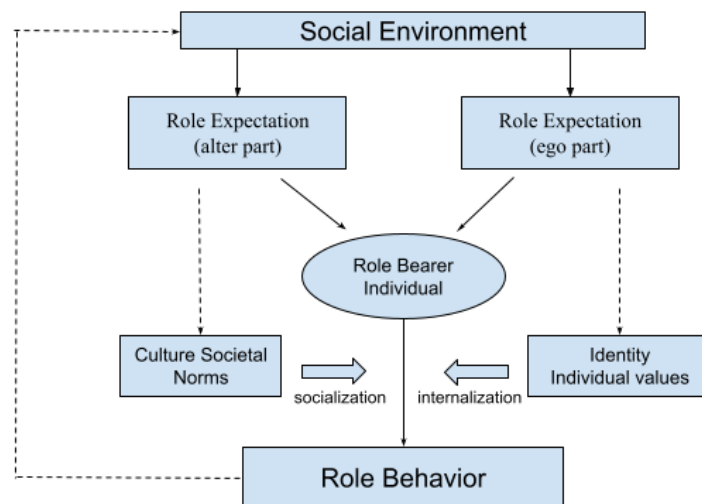 Social Environment
Role Expectation
(alter part)
Role Expectation
(ego part)
Role Bearer
Individual
Culture Societal
Norms
socialization
internalization
Identity
Individual values
Role Behavior